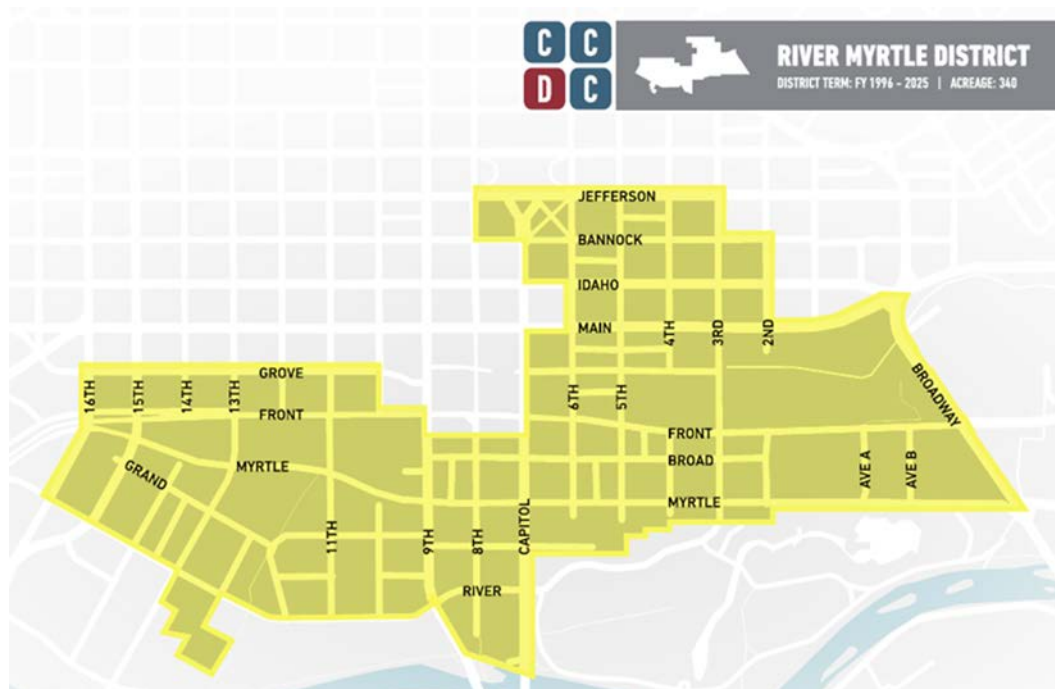 C C
D C
RIVER MYRTLE DISTRICT
DISTRICT TERM: FY 1996 - 2025 | ACREAGE: 340
JEFFERSON
BANNOCK
IDAHO
MAIN
4TH
3RD
2ND
GROVE
16TH
15TH
14TH
13TH
6TH
5TH
BROADWAY
FRONT
FRONT
BROAD
MYRTLE
GRAND
AVE A
AVE B
MYRTLE
11TH
9TH
8TH
CAPITOL
RIVER